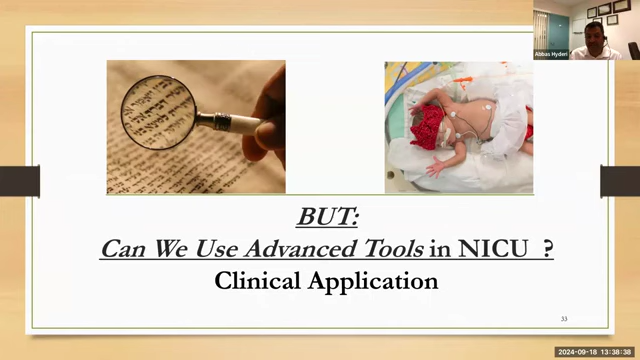 Abbas Hyderi
BUT:
Can We Use Advanced Tools in NICU ?
Clinical Application
33
2024-09-18 13:38:38